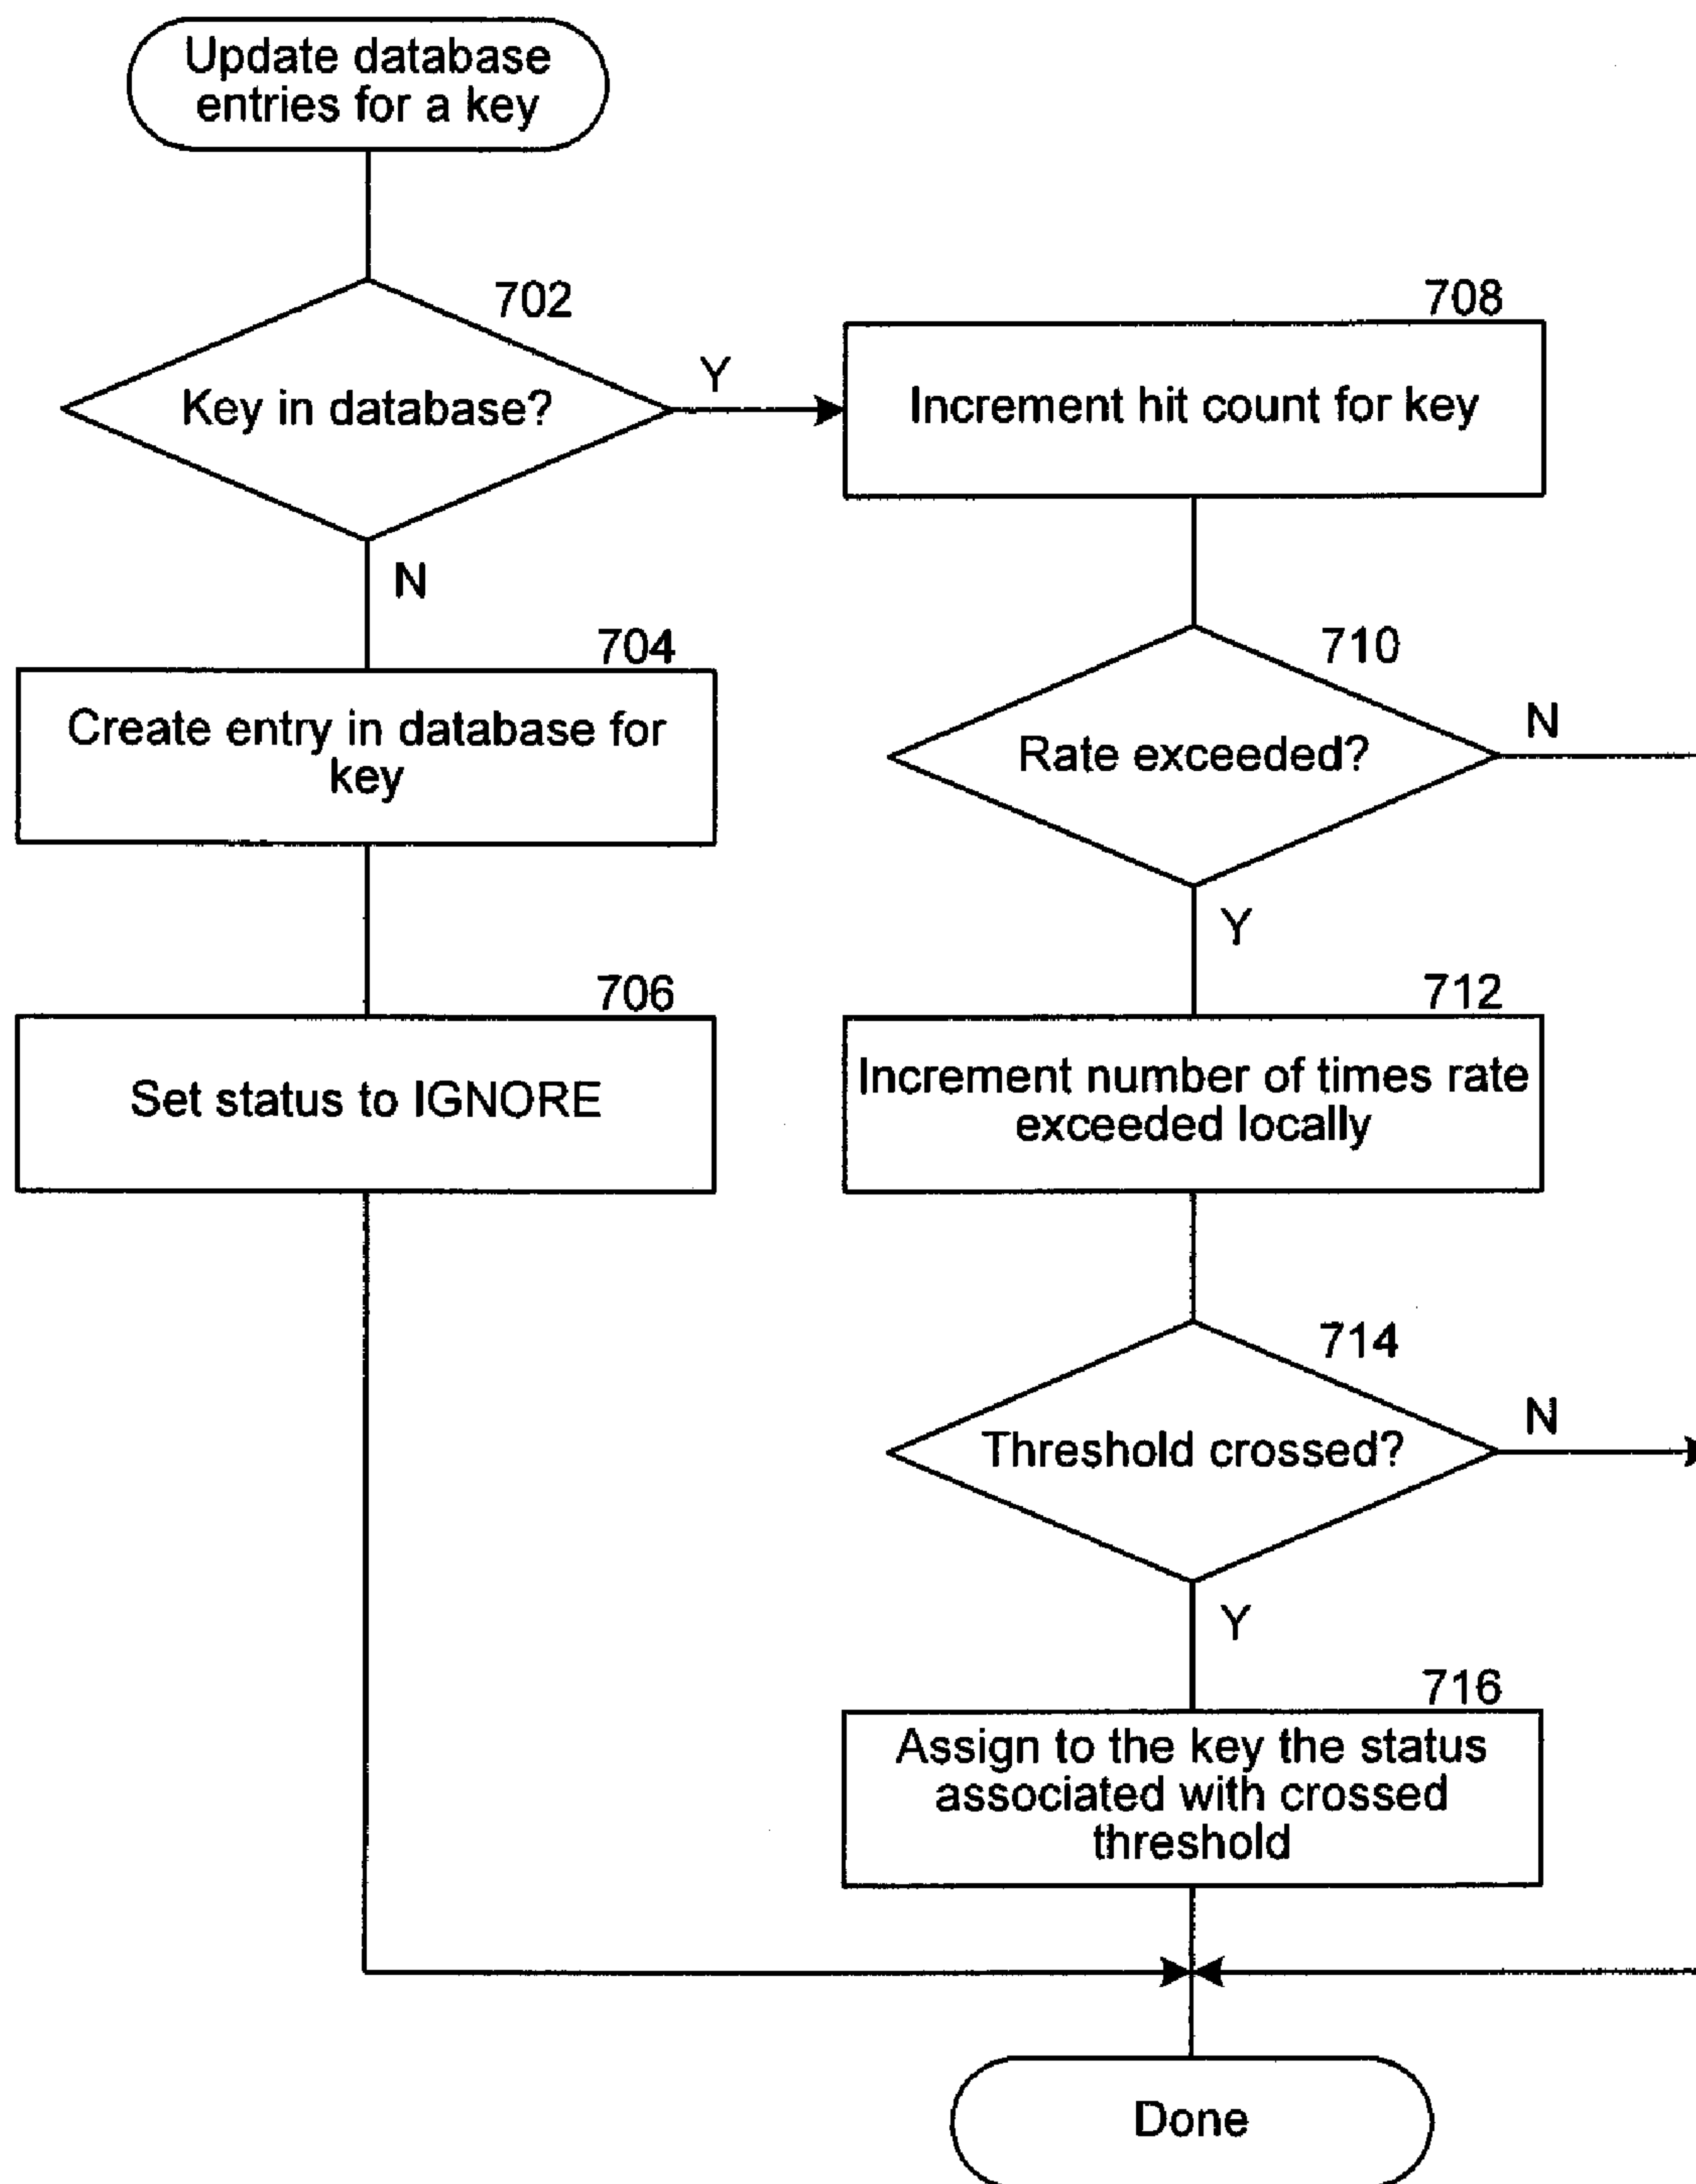 Update database
entries for a key
702
Key in database?
Y
N
704
Create entry in database for
key
706
Set status to IGNORE
708
Increment hit count for key
710
Rate exceeded?
N
Y
712
Increment number of times rate
exceeded locally
714
Threshold crossed?
N
Y
716
Assign to the key the status
associated with crossed
threshold
Done